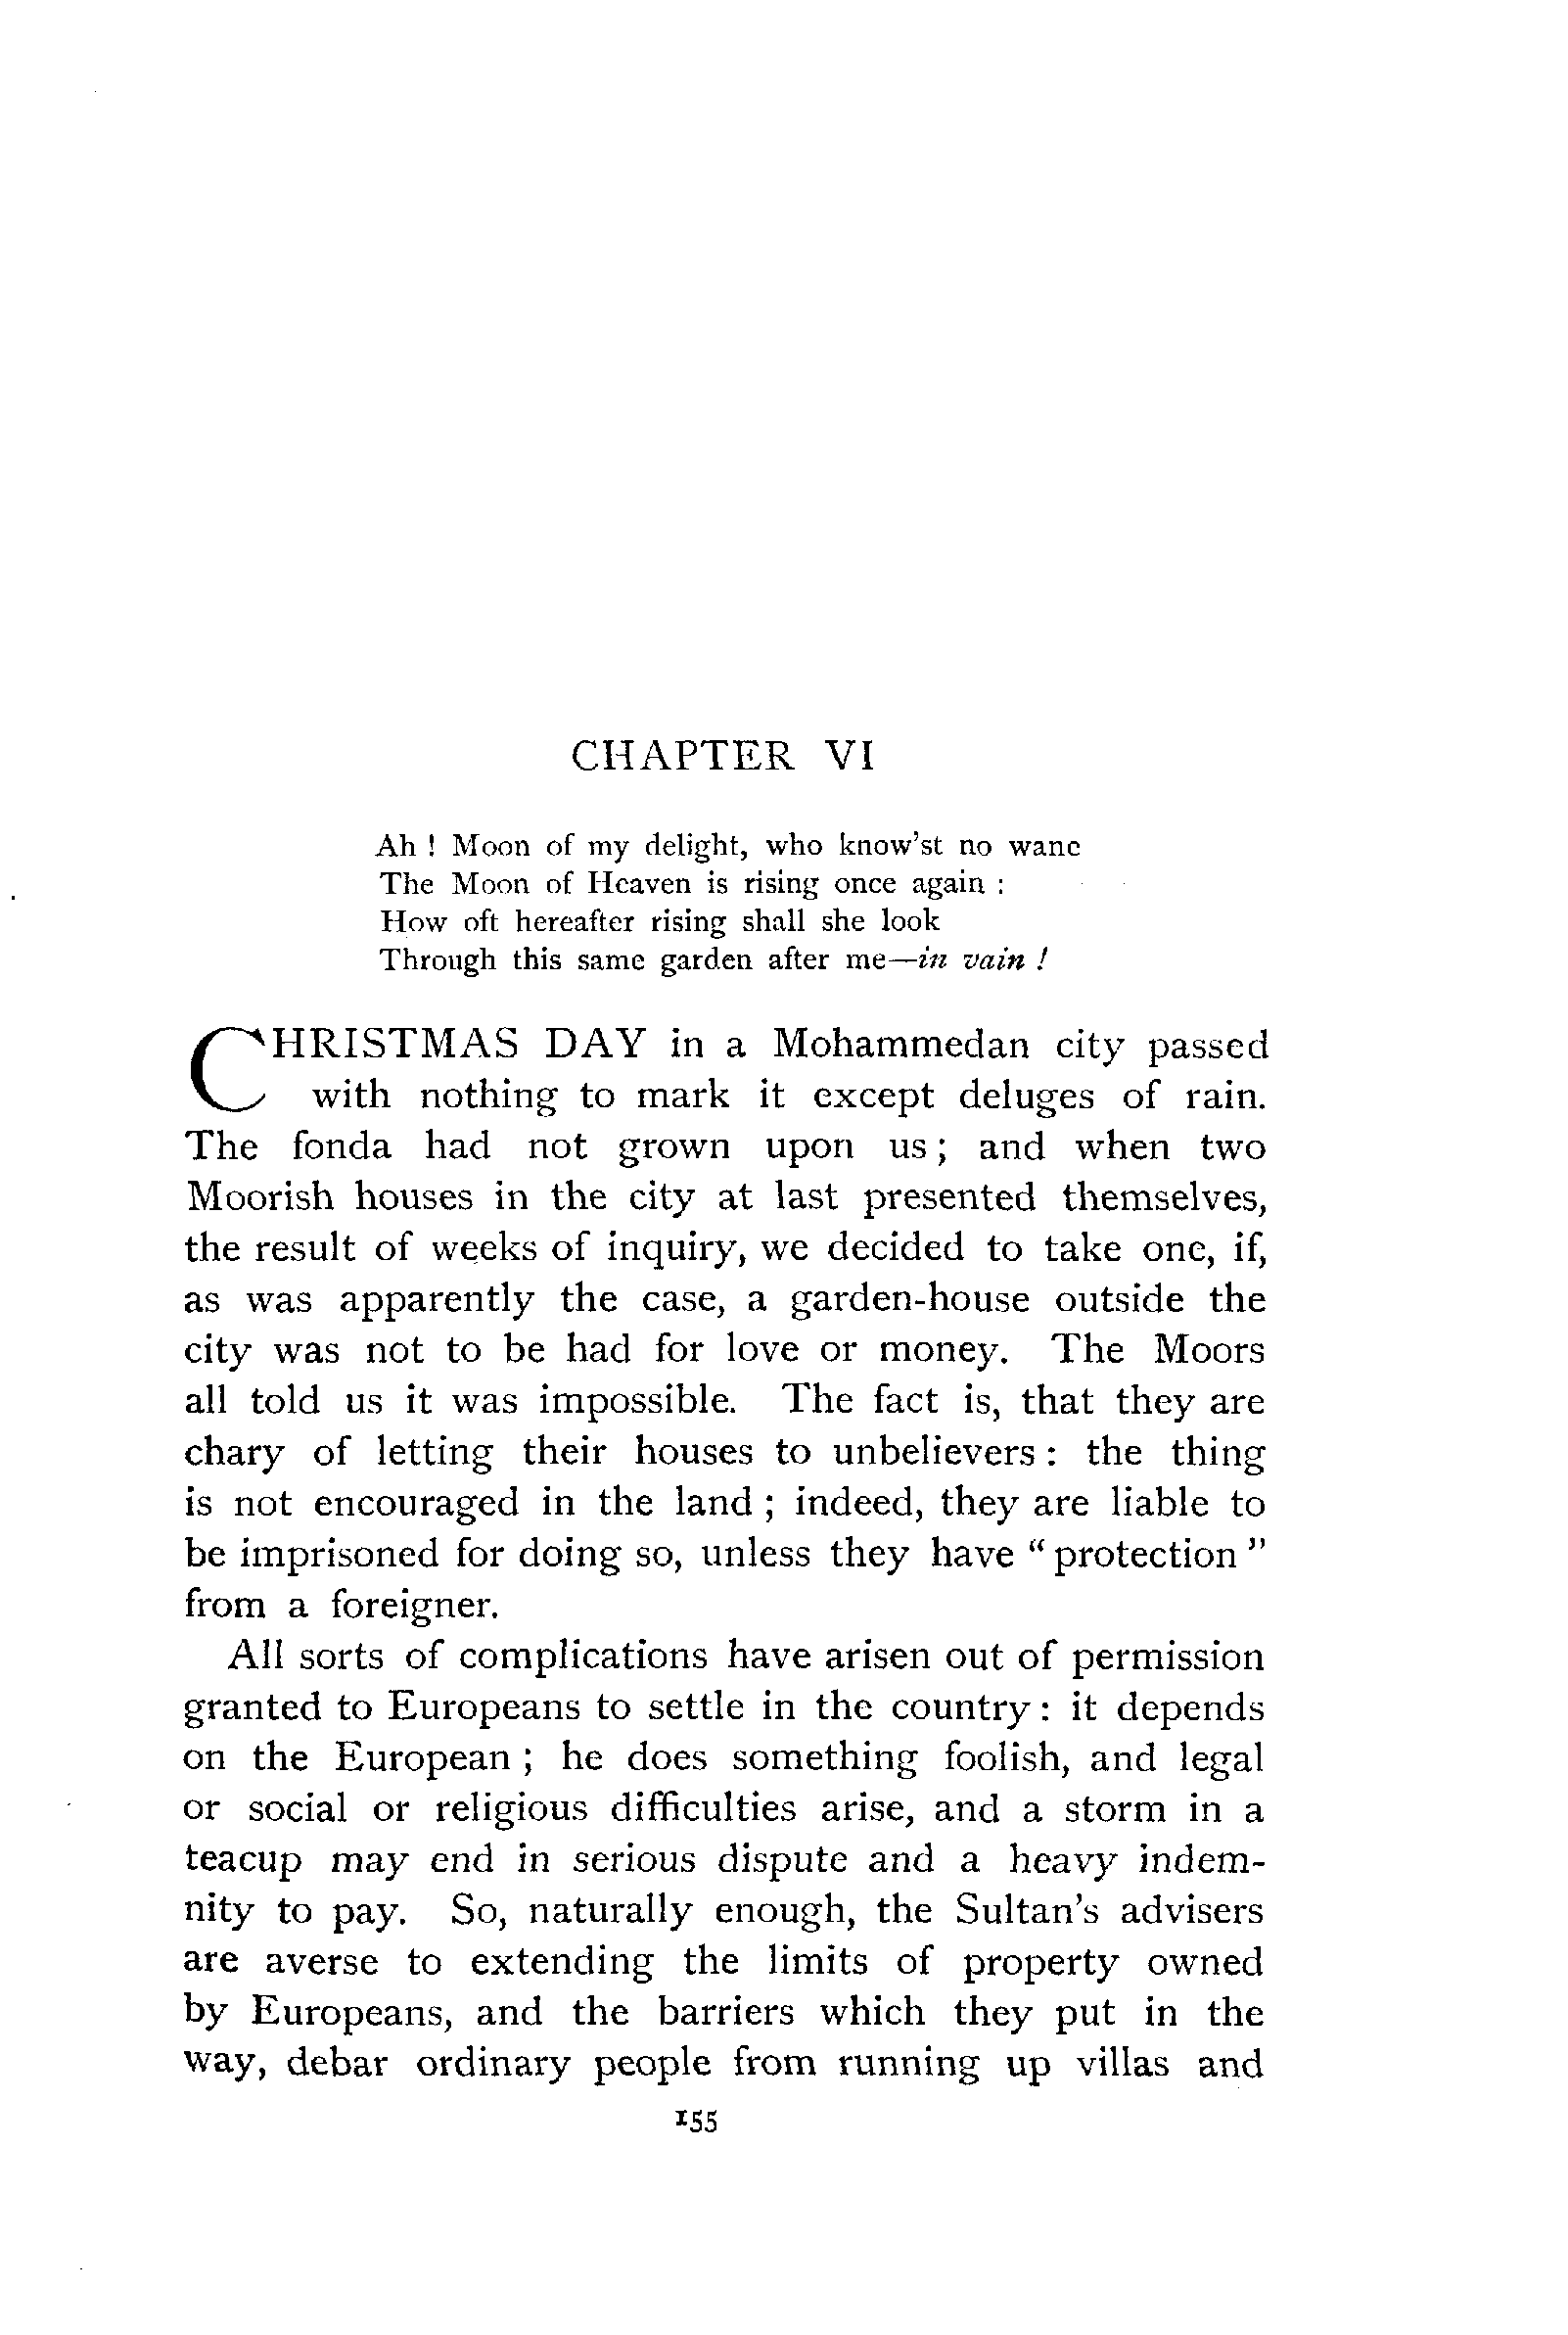 CHAPTER VI
Ah ! Moon of my delight, who know'st no wane
The Moon of Heaven is rising once again :
How oft hereafter rising shall she look
Through this same garden after me—in vain !
CHRISTMAS DAY in a Mohammedan city passed
with nothing to mark it except deluges of rain.
The fonda had not grown upon us ; and when two
Moorish houses in the city at last presented themselves,
the result of weeks of inquiry, we decided to take one, if,
as was apparently the case, a garden-house outside the
city was not to be had for love or money. The Moors
all told us it was impossible. The fact is, that they are
chary of letting their houses to unbelievers : the thing
is not encouraged in the land ; indeed, they are liable to
be imprisoned for doing so, unless they have “ protection ”
from a foreigner.
All sorts of complications have arisen out of permission
granted to Europeans to settle in the country : it depends
on the European ; he does something foolish, and legal
or social or religious difficulties arise, and a storm in a
teacup may end in serious dispute and a heavy indem-
nity to pay. So, naturally enough, the Sultan's advisers
are averse to extending the limits of property owned
by Europeans, and the barriers which they put in the
way, debar ordinary people from running up villas and
155